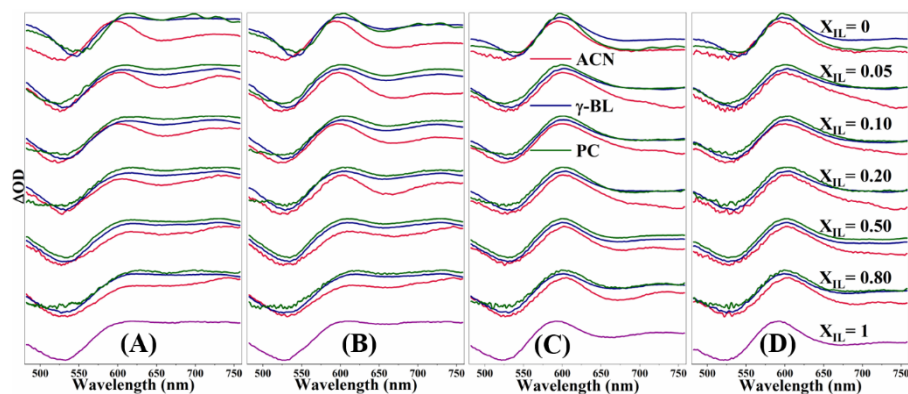 ΔOD
X_IL = 0
X_IL = 0.05
X_IL = 0.10
X_IL = 0.20
X_IL = 0.50
X_IL = 0.80
X_IL = 1
ACN
γ-BL
PC
(A)
(B)
(C)
(D)
500 550 600 650 700 750
500 550 600 650 700 750
500 550 600 650 700 750
500 550 600 650 700 750
Wavelength (nm)
Wavelength (nm)
Wavelength (nm)
Wavelength (nm)